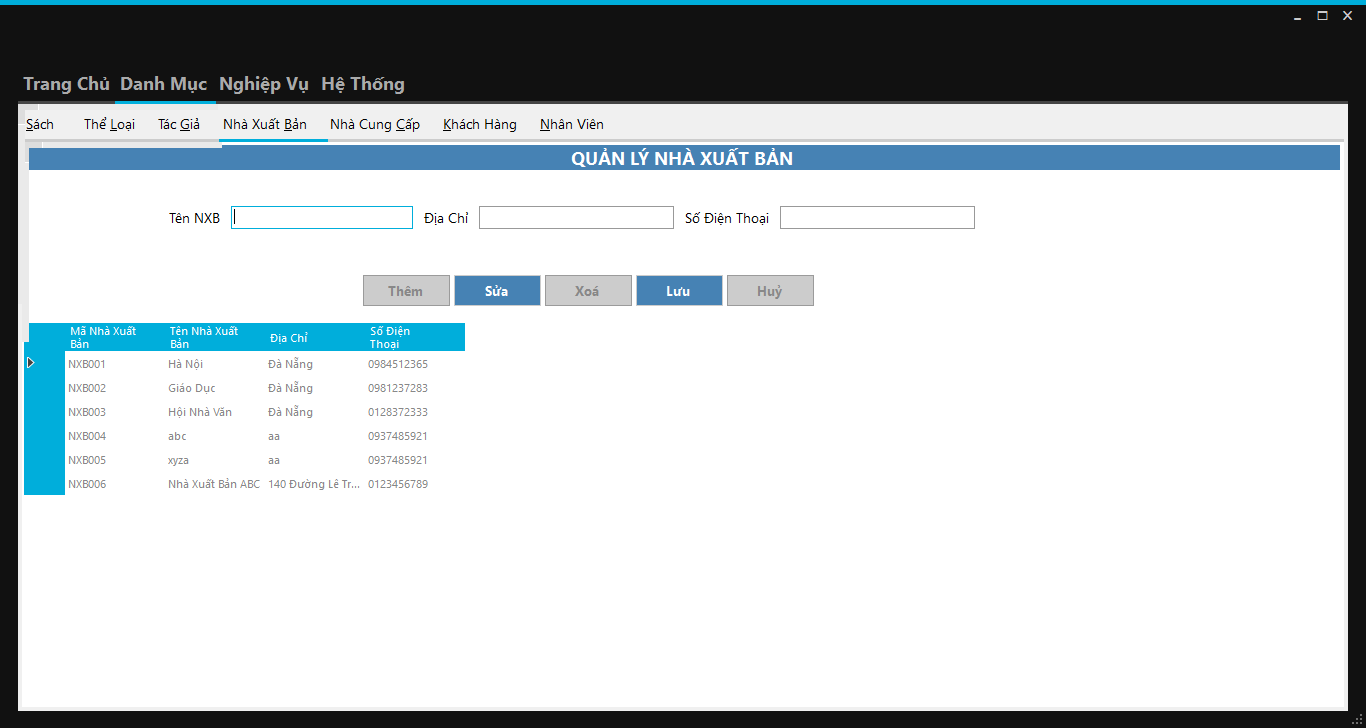 Trang Chủ Danh Mục Nghiệp Vụ Hệ Thống
Sách Thể Loại Tác Giả Nhà Xuất Bản Nhà Cung Cấp Khách Hàng Nhân Viên
QUẢN LÝ NHÀ XUẤT BẢN
Tên NXB Địa Chỉ Số Điện Thoại
Thêm Sửa Xoá Lưu Huỷ
Mã Nhà Xuất Bản Tên Nhà Xuất Bản Địa Chỉ Số Điện Thoại
NXB001 Hà Nội Đà Nẵng 0984512365
NXB002 Giáo Dục Đà Nẵng 0981237283
NXB003 Hội Nhà Văn Đà Nẵng 0128372333
NXB004 abc aa 0937485921
NXB005 xyza aa 0937485921
NXB006 Nhà Xuất Bản ABC 140 Đường Lê Tr... 0123456789